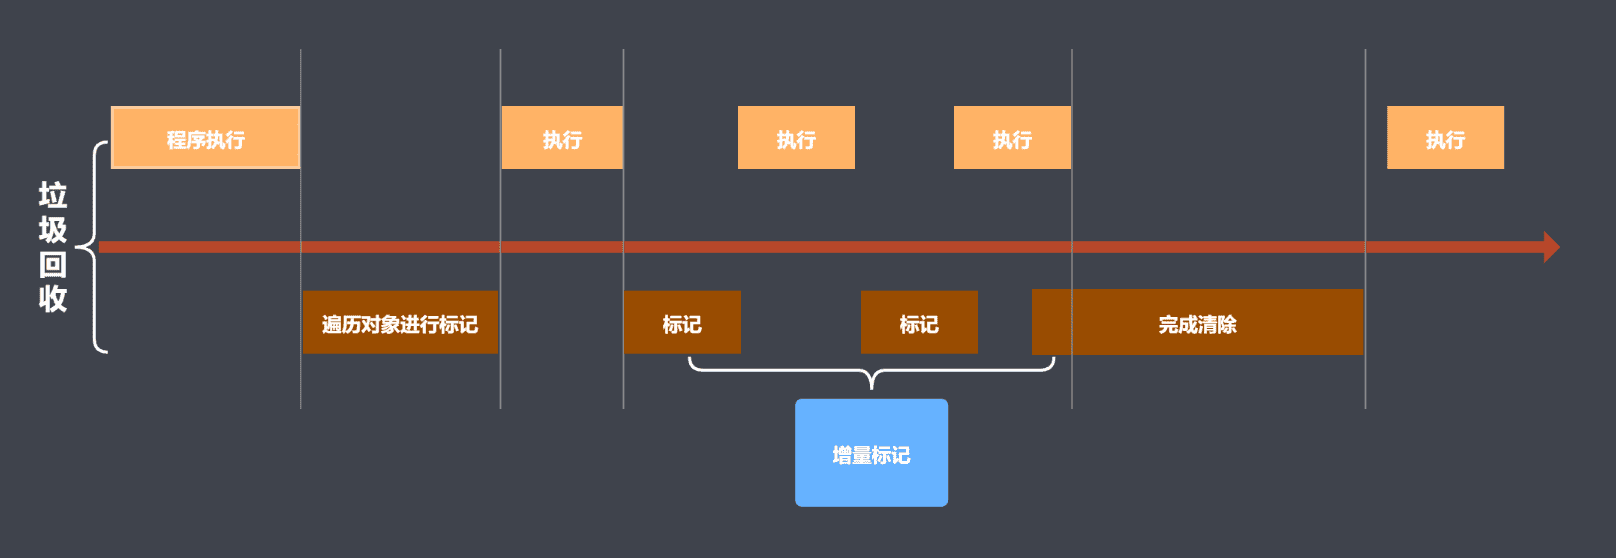 垃圾回收
程序执行
执行
执行
执行
执行
遍历对象进行标记
标记
标记
完成清除
增量标记